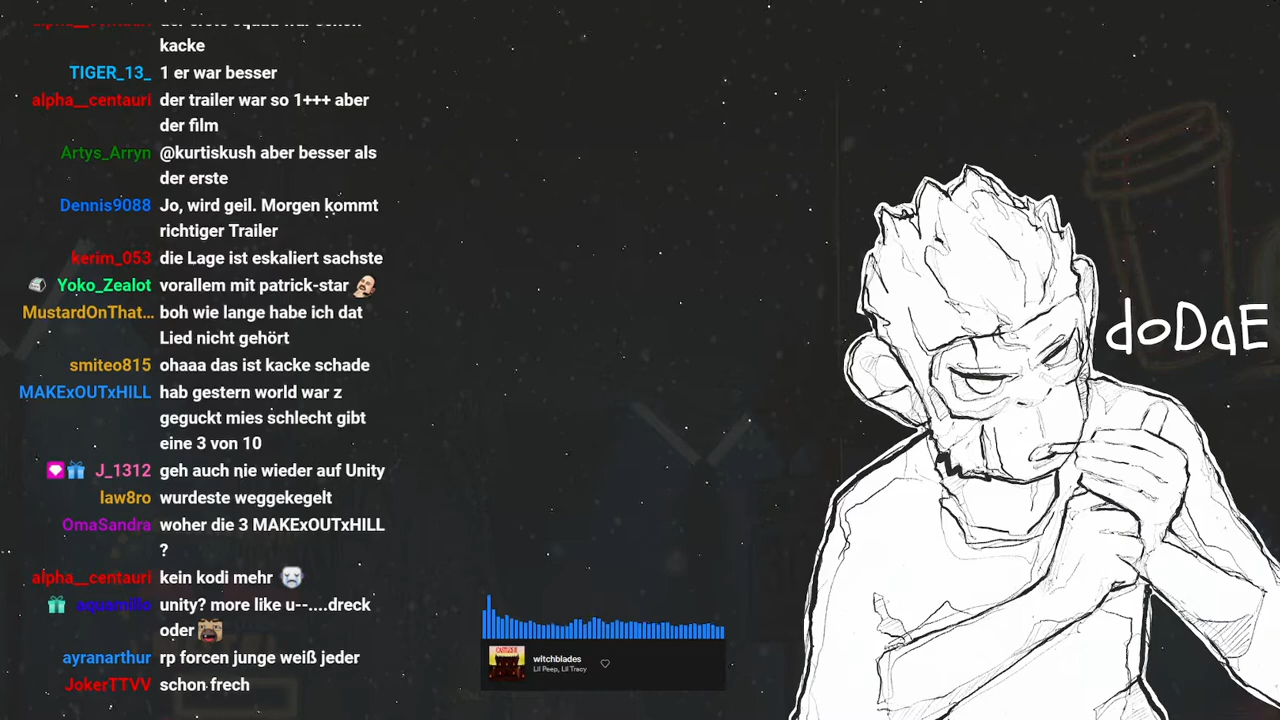 kacke
TIGER_13_ 1 er war besser
alpha__centauri der trailer war so 1+++ aber
der film
Artys_Arryn @kurtiskush aber besser als
der erste
Dennis9088 Jo, wird geil. Morgen kommt
richtiger Trailer
kerim_053 die Lage ist eskaliert sachste
Yoko_Zealot vorallem mit patrick-star
MustardOnThat... boh wie lange habe ich dat
Lied nicht gehört
smiteo815 ohaaa das ist kacke schade
MAKExOUTxHILL hab gestern world war z
geguckt mies schlecht gibt
eine 3 von 10
J_1312 geh auch nie wieder auf Unity
law8ro wurdeste weggekegelt
OmaSandra woher die 3 MAKExOUTxHILL
?
alpha__centauri kein kodi mehr
aquamillo unity? more like u--....dreck
oder
ayranarthur rp forcen junge weiß jeder
JokerTTVV schon frech
doDaE
witchblades
Lil Peep, Lil Tracy